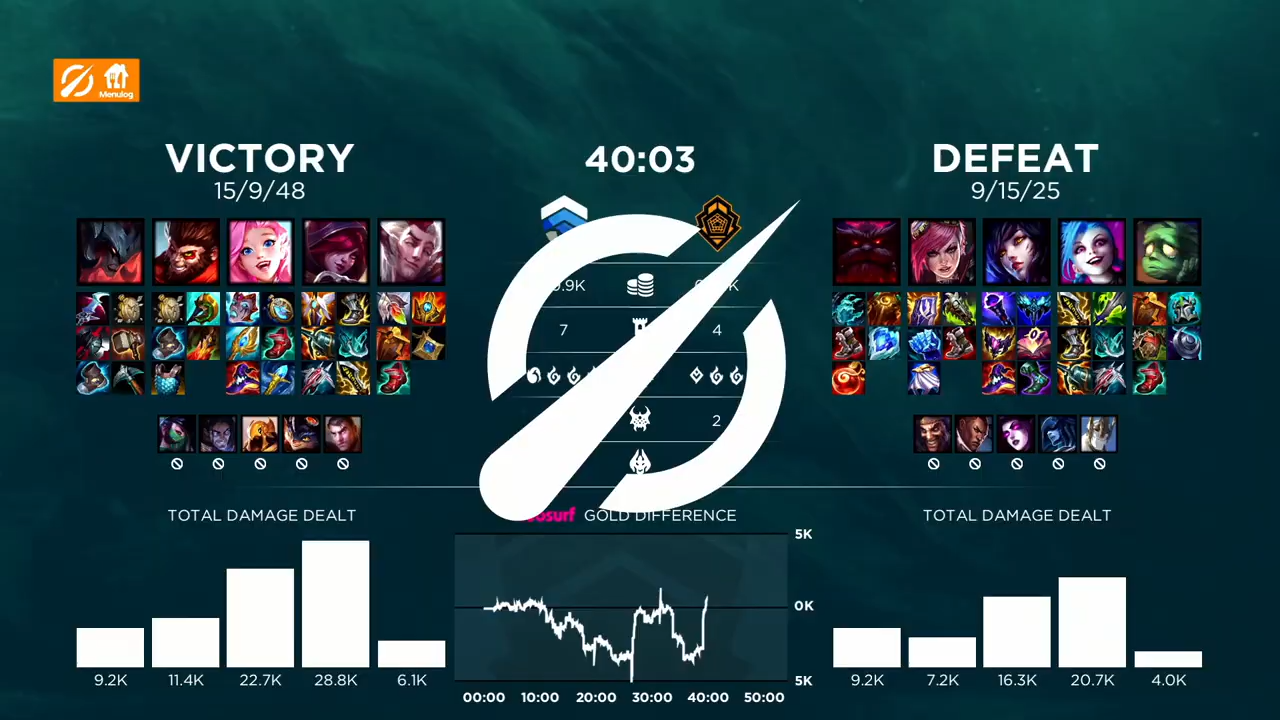 Menulog
VICTORY
15/9/48
40:03
DEFEAT
9/15/25
7
4
2
TOTAL DAMAGE DEALT
GOLD DIFFERENCE
TOTAL DAMAGE DEALT
5K
0K
5K
00:00 10:00 20:00 30:00 40:00 50:00
9.2K 11.4K 22.7K 28.8K 6.1K
9.2K 7.2K 16.3K 20.7K 4.0K